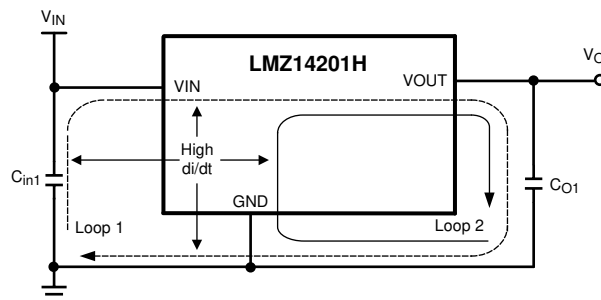 VIN
LMZ14201H
VO
VIN
VOUT
High
di/dt
Cin1
CO1
GND
Loop 1
Loop 2